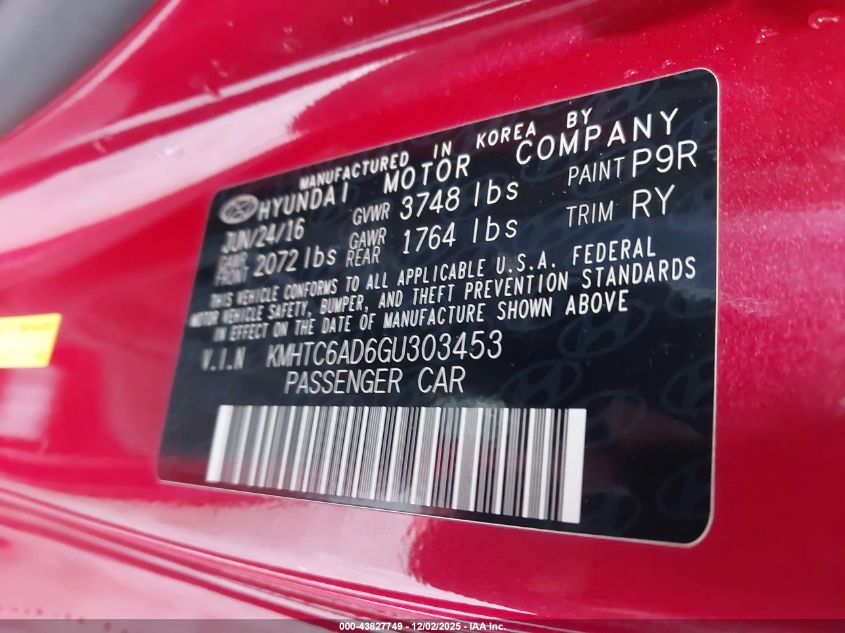 MANUFACTURED IN KOREA BY
HYUNDAI MOTOR COMPANY
JUN/24/16 GVWR 3748 lbs PAINT P9R
GAWR FRONT 2072 lbs GAWR REAR 1764 lbs TRIM RY
THIS VEHICLE CONFORMS TO ALL APPLICABLE U.S.A. FEDERAL
MOTOR VEHICLE SAFETY, BUMPER, AND THEFT PREVENTION STANDARDS
IN EFFECT ON THE DATE OF MANUFACTURE SHOWN ABOVE
V.I.N KMHTC6AD6GU303453
PASSENGER CAR
000-43827749 - 12/02/2025 - IAA Inc.